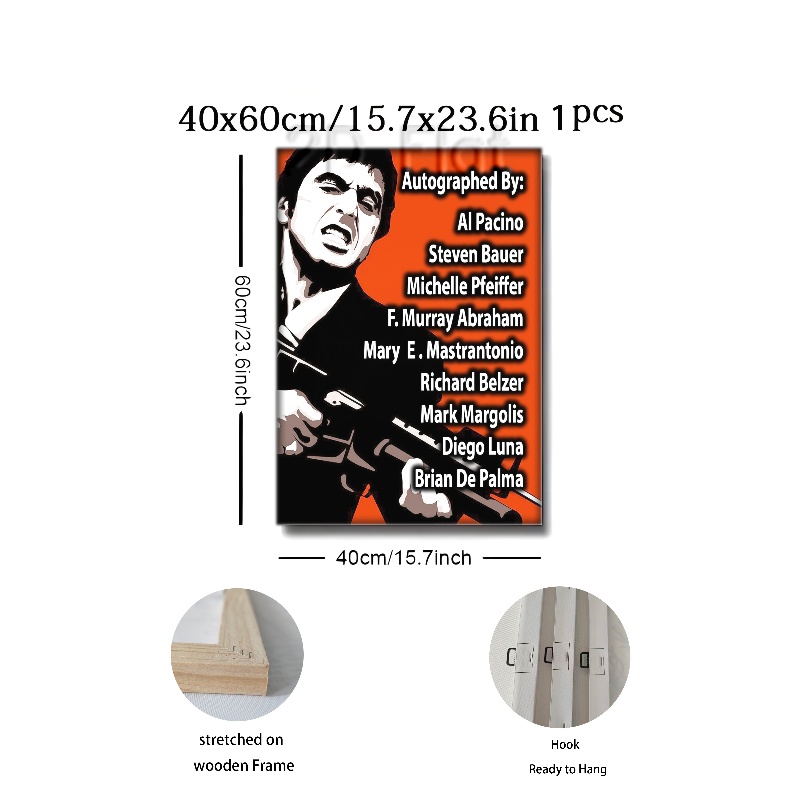 40x60cm/15.7x23.6in 1pcs
Autographed By:
Al Pacino
Steven Bauer
Michelle Pfeiffer
F. Murray Abraham
Mary E. Mastrantonio
Richard Belzer
Mark Margolis
Diego Luna
Brian De Palma
60cm/23.6inch
40cm/15.7inch
stretched on
wooden Frame
Hook
Ready to Hang